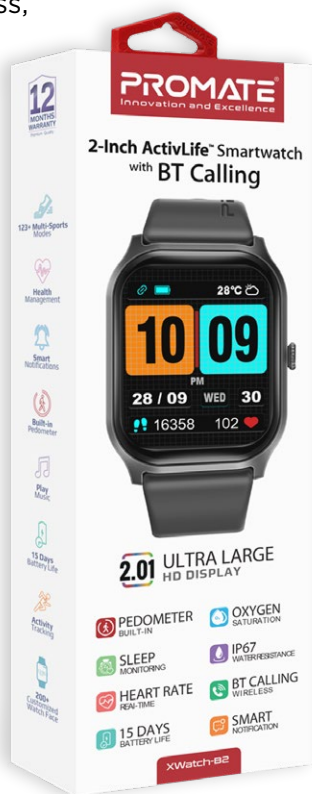 ss,
PROMATE
Innovation and Excellence
2-Inch ActivLife™ Smartwatch
with BT Calling
12
MONTHS
WARRANTY
123+ Multi-Sports
Modes
Health
Management
Smart
Notifications
Built-in
Pedometer
Play
Music
15 Days
Battery Life
Activity
Tracking
200+
Customized
Watch Face
28°C
10 09
PM
28 / 09 WED 30
16358 102
2.01 ULTRA LARGE
HD DISPLAY
PEDOMETER
BUILT-IN
OXYGEN
SATURATION
SLEEP
MONITORING
IP67
WATER RESISTANCE
HEART RATE
REAL-TIME
BT CALLING
WIRELESS
15 DAYS
BATTERY LIFE
SMART
NOTIFICATION
XWatch-B2